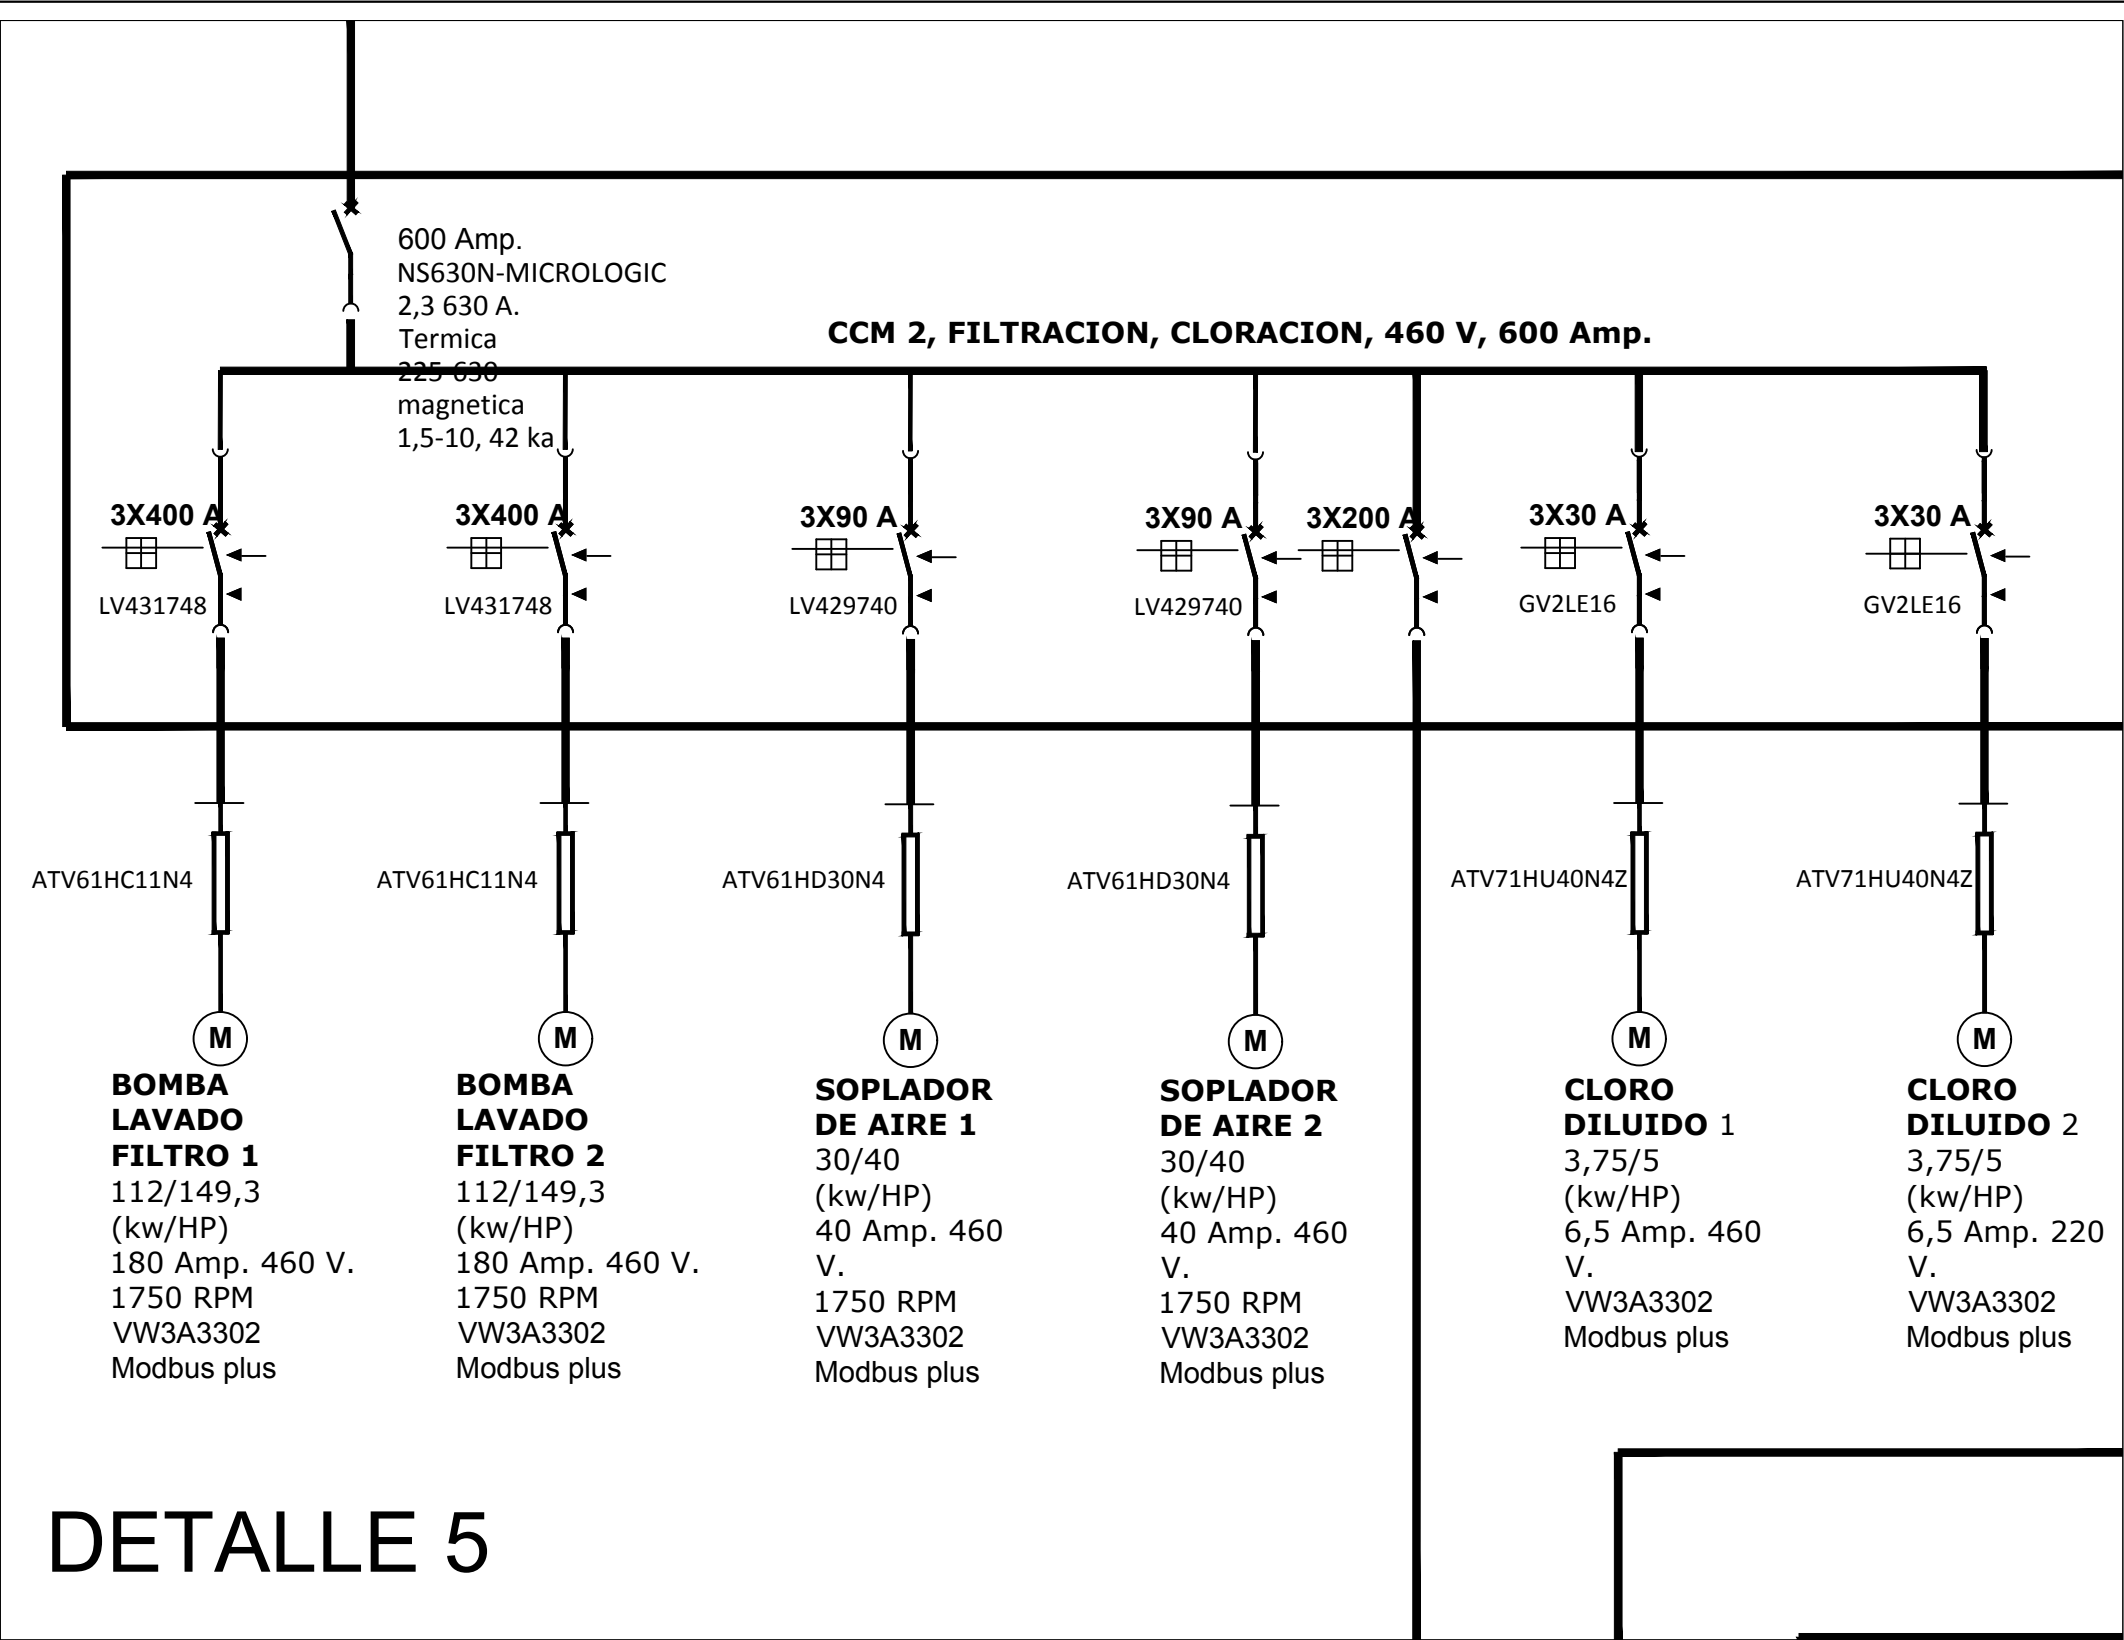 600 Amp.
NS630N-MICROLOGIC
2,3 630 A.
Termica
225-630
magnetica
1,5-10, 42 ka
CCM 2, FILTRACION, CLORACION, 460 V, 600 Amp.
3X400 A
3X400 A
3X90 A
3X90 A
3X200 A
3X30 A
3X30 A
LV431748
LV431748
LV429740
LV429740
GV2LE16
GV2LE16
ATV61HC11N4
ATV61HC11N4
ATV61HD30N4
ATV61HD30N4
ATV71HU40N4Z
ATV71HU40N4Z
M
M
M
M
M
M
BOMBA
LAVADO
FILTRO 1
112/149,3
(kw/HP)
180 Amp. 460 V.
1750 RPM
VW3A3302
Modbus plus
BOMBA
LAVADO
FILTRO 2
112/149,3
(kw/HP)
180 Amp. 460 V.
1750 RPM
VW3A3302
Modbus plus
SOPLADOR
DE AIRE 1
30/40
(kw/HP)
40 Amp. 460
V.
1750 RPM
VW3A3302
Modbus plus
SOPLADOR
DE AIRE 2
30/40
(kw/HP)
40 Amp. 460
V.
1750 RPM
VW3A3302
Modbus plus
CLORO
DILUIDO 1
3,75/5
(kw/HP)
6,5 Amp. 460
V.
VW3A3302
Modbus plus
CLORO
DILUIDO 2
3,75/5
(kw/HP)
6,5 Amp. 220
V.
VW3A3302
Modbus plus
DETALLE 5